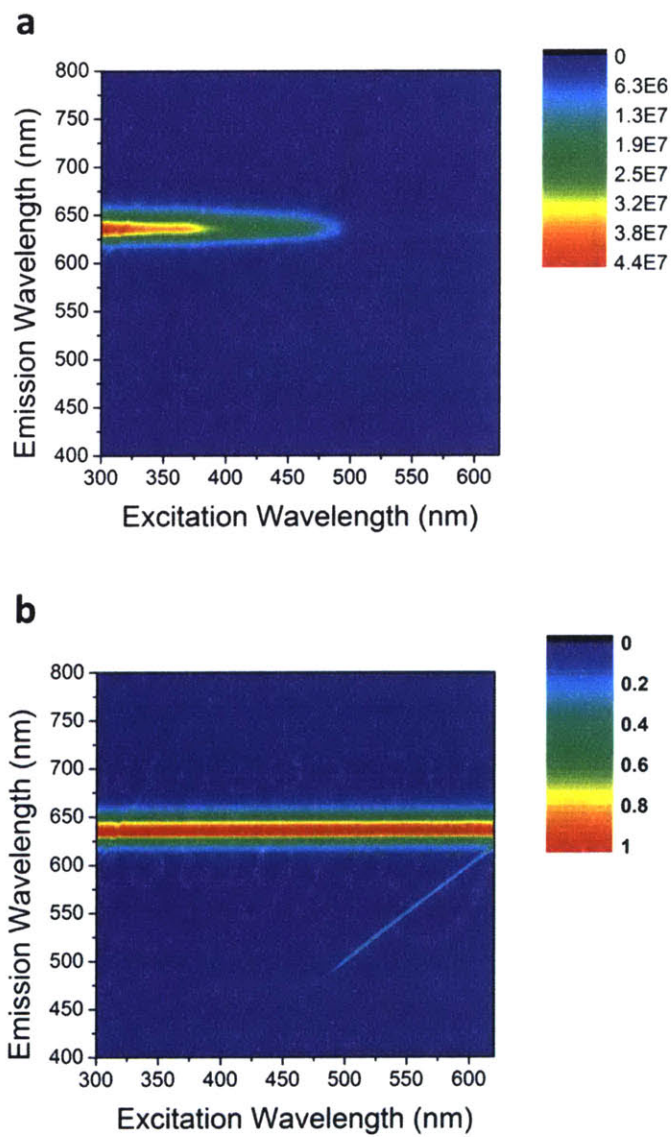 a
Emission Wavelength (nm)
800
750
700
650
600
550
500
450
400
300 350 400 450 500 550 600
Excitation Wavelength (nm)
0
6.3E6
1.3E7
1.9E7
2.5E7
3.2E7
3.8E7
4.4E7
b
Emission Wavelength (nm)
800
750
700
650
600
550
500
450
400
300 350 400 450 500 550 600
Excitation Wavelength (nm)
0
0.2
0.4
0.6
0.8
1